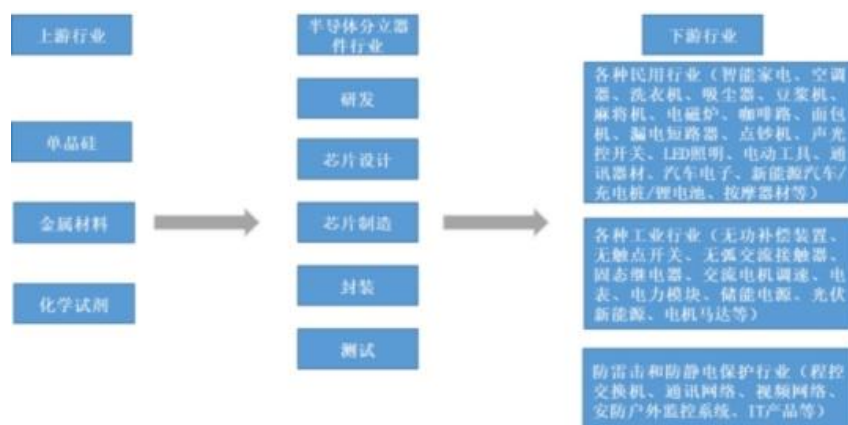 上游行业
单品硅
金属材料
化学试剂
半导体分立器
件行业
研发
芯片设计
芯片制造
封装
测试
下游行业
各种民用行业（智能家电、空调
器、洗衣机、吸尘器、豆浆机、
麻将机、电磁炉、咖啡路、面包
机、漏电短路器、点钞机、声光
控开关、LED照明、电动工具、通
讯器材、汽车电子、新能源汽车/
充电桩/锂电池、按摩器材等）
各种工业行业（无功补偿装置、
无触点开关、无弧交流接触器、
固态继电器、交流电机调速、电
表、电力模块、储能电源、光伏
新能源、电机马达等）
防雷击和防静电保护行业（程控
交换机、通讯网络、视频网络、
安防户外监控系统、IT产品等）